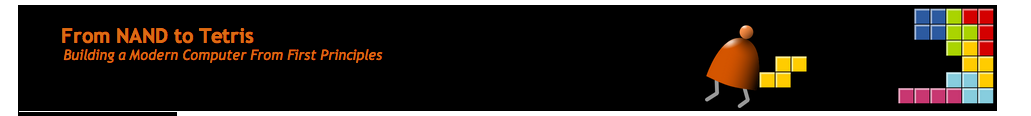 From NAND to Tetris
Building a Modern Computer From First Principles